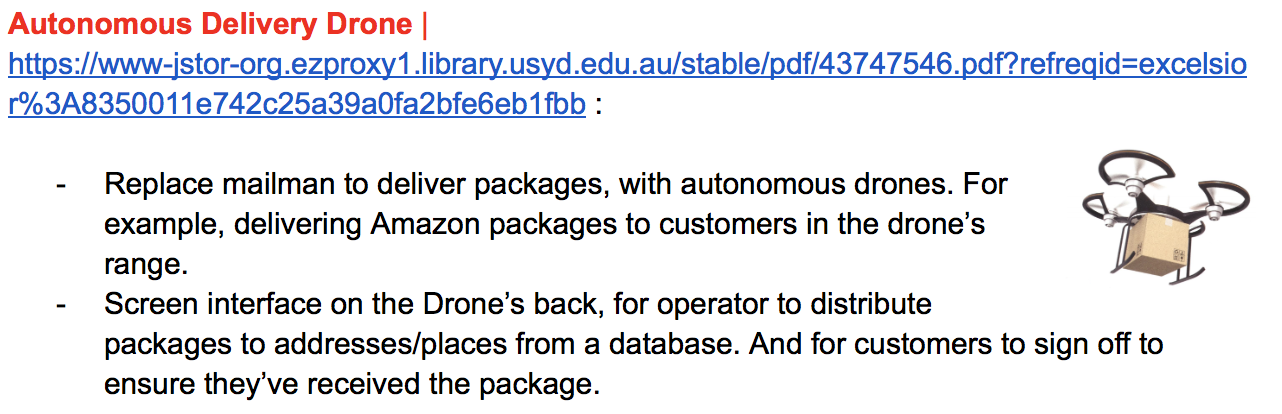 Autonomous Delivery Drone |
https://www-jstor-org.ezproxy1.library.usyd.edu.au/stable/pdf/43747546.pdf?refreqid=excelsio
r%3A8350011e742c25a39a0fa2bfe6eb1fbb :
- Replace mailman to deliver packages, with autonomous drones. For
example, delivering Amazon packages to customers in the drone’s
range.
- Screen interface on the Drone’s back, for operator to distribute
packages to addresses/places from a database. And for customers to sign off to
ensure they’ve received the package.